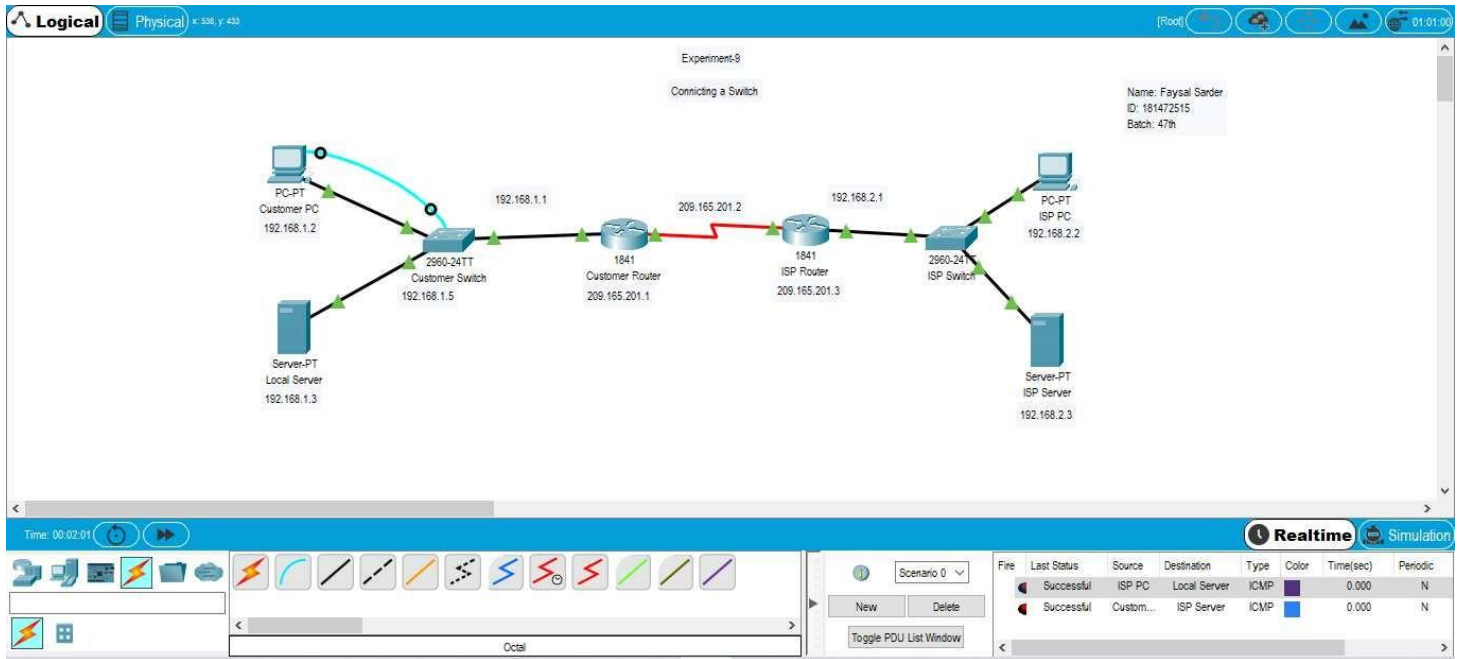 Logical Physical x: 538, y: 433 [Root] 01:01:00
Experiment-9
Connicting a Switch
Name: Faysal Sarder
ID: 181472515
Batch: 47th
PC-PT
Customer PC
192.168.1.2
192.168.1.1
209.165.201.2
192.168.2.1
PC-PT
ISP PC
192.168.2.2
2960-24TT
Customer Switch
192.168.1.5
1841
Customer Router
209.165.201.1
1841
ISP Router
209.165.201.3
2960-24TT
ISP Switch
Server-PT
Local Server
192.168.1.3
Server-PT
ISP Server
192.168.2.3
Time: 00:02:01 Realtime Simulation
Scenario 0
New Delete
Toggle PDU List Window
Octal
Fire Last Status Source Destination Type Color Time(sec) Periodic
Successful ISP PC Local Server ICMP 0.000 N
Successful Custom... ISP Server ICMP 0.000 N